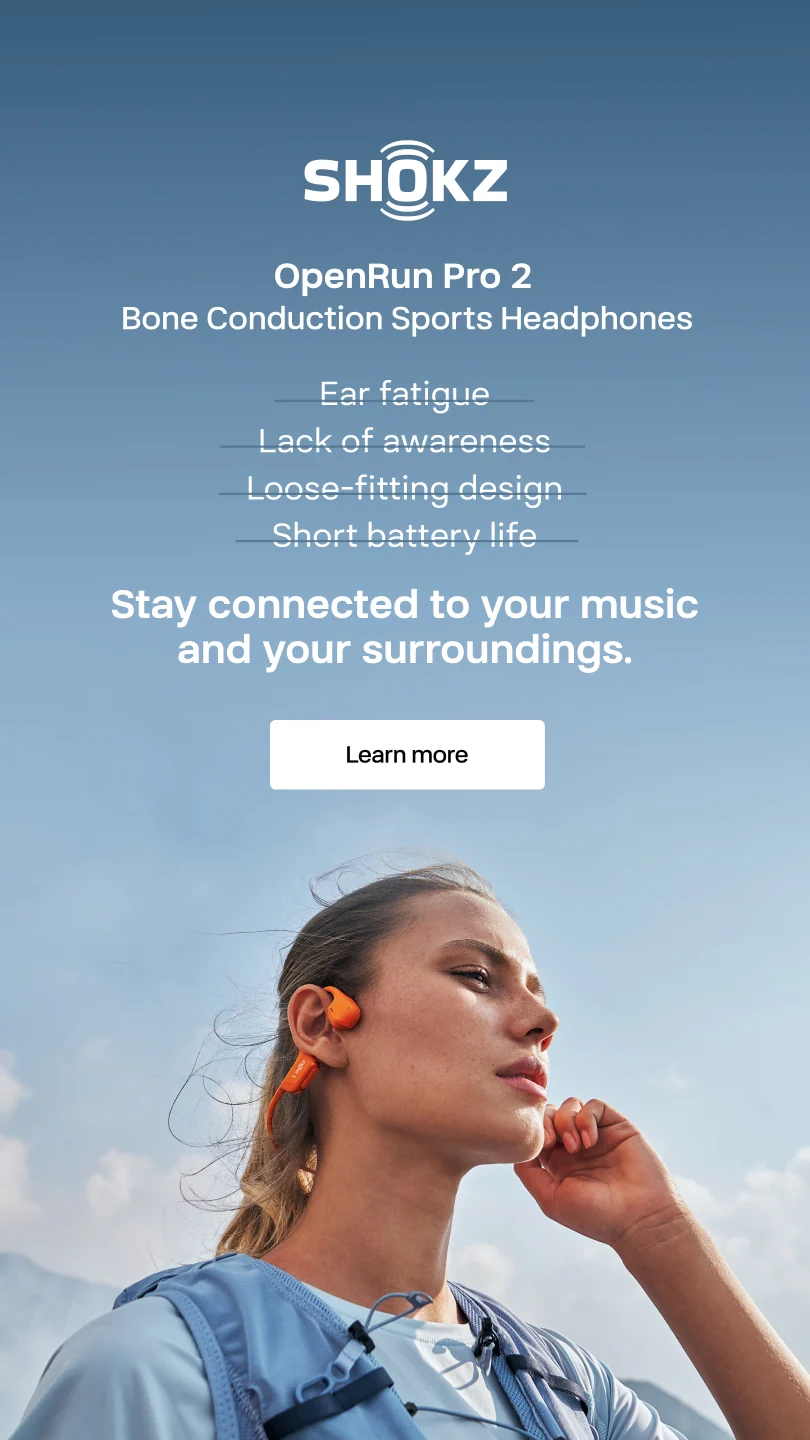 SHOKZ
OpenRun Pro 2
Bone Conduction Sports Headphones
Ear fatigue
Lack of awareness
Loose-fitting design
Short battery life
Stay connected to your music
and your surroundings.
Learn more
SHOKZ